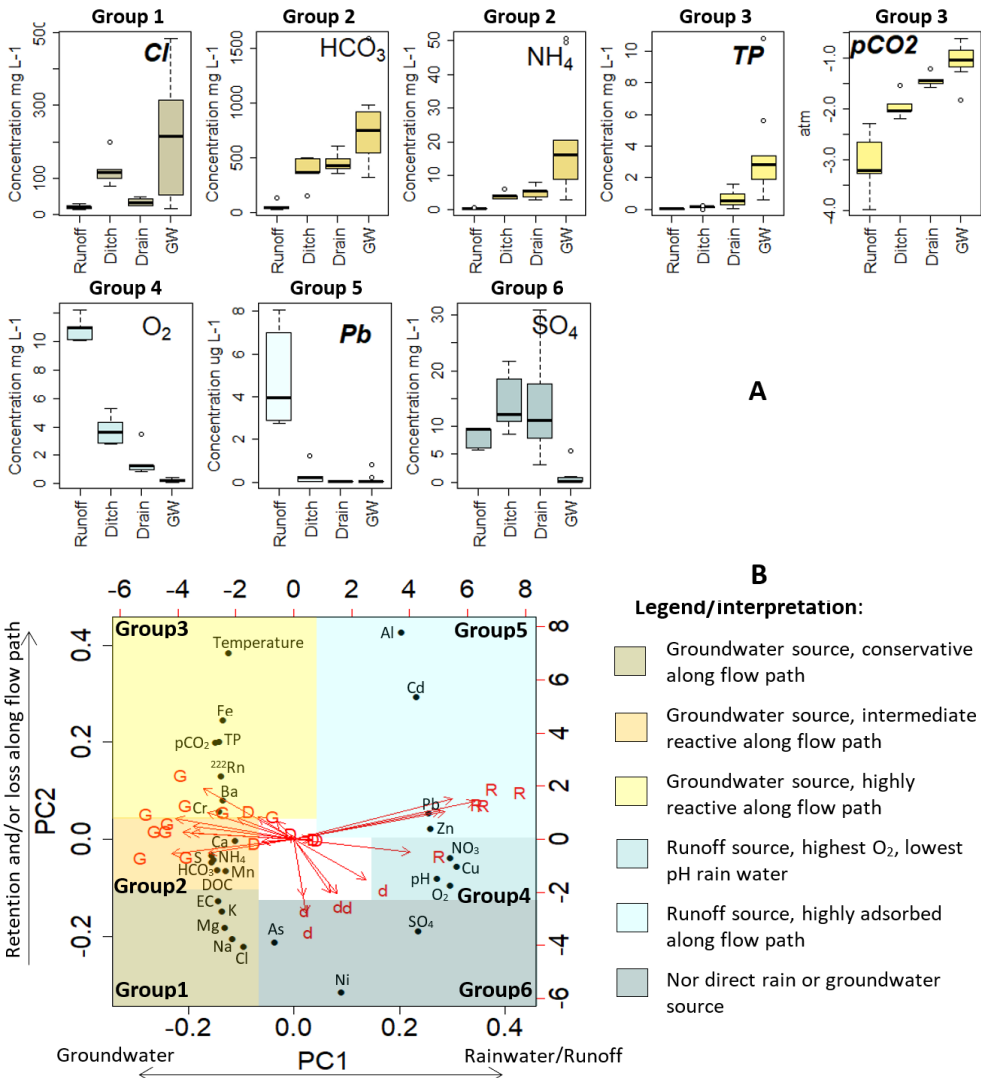 Group 1
Group 2
Group 2
Group 3
Group 3
Concentration mg L-1
0 100 300 500
Cl
Runoff Ditch Drain GW
Concentration mg L-1
0 500 1000 1500
HCO3
Runoff Ditch Drain GW
Concentration mg L-1
0 10 20 30 40 50
NH4
Runoff Ditch Drain GW
Concentration mg L-1
0 2 4 6 8 10
TP
Runoff Ditch Drain GW
atm
-4.0 -3.0 -2.0 -1.0
pCO2
Runoff Ditch Drain GW
Group 4
Group 5
Group 6
Concentration mg L-1
0 2 4 6 8 10
O2
Runoff Ditch Drain GW
Concentration ug L-1
0 2 4 6 8
Pb
Runoff Ditch Drain GW
Concentration mg L-1
0 5 10 15 20 25 30
SO4
Runoff Ditch Drain GW
A
B
-6 -4 -2 0 2 4 6 8
Retention and/or loss along flow path
PC2
0.4
0.2
0.0
-0.2
8
6
4
2
0
-2
-4
-6
Group3
Group5
Temperature
Al
Cd
Fe
pCO2
TP
222Rn
Ba
Cr
Pb
Zn
Ca
S
NH4
HCO3
Mn
DOC
Group2
NO3
Cu
pH
O2
Group4
EC
K
Mg
Na
Cl
As
SO4
Ni
Group1
Group6
G G G G G G G G G G G
D D D D D
R R R R R
d d d d d
-0.2 0.0 0.2 0.4
Groundwater
PC1
Rainwater/Runoff
Legend/interpretation:
Groundwater source, conservative
along flow path
Groundwater source, intermediate
reactive along flow path
Groundwater source, highly
reactive along flow path
Runoff source, highest O2, lowest
pH rain water
Runoff source, highly adsorbed
along flow path
Nor direct rain or groundwater
source